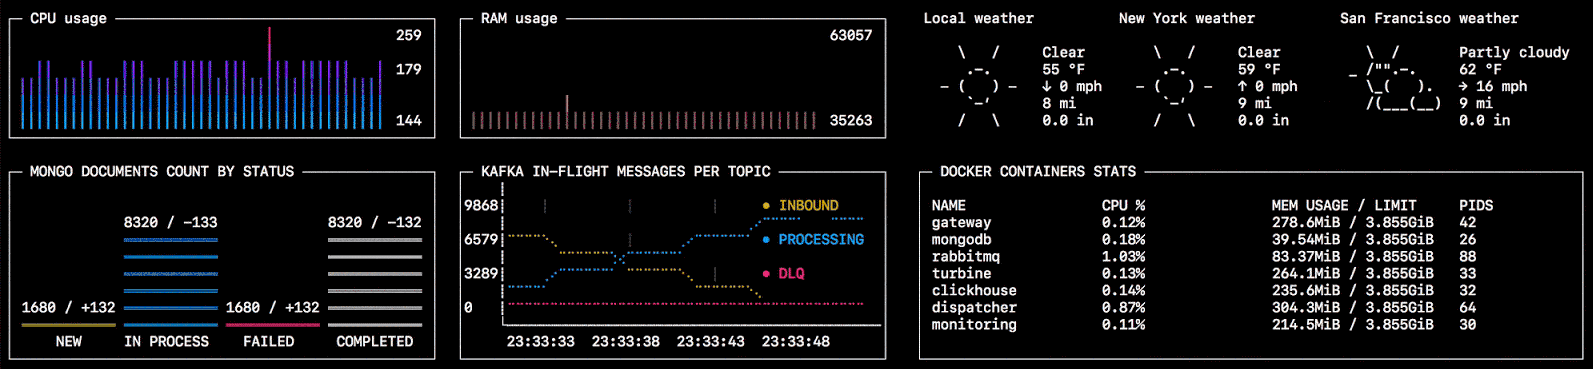 CPU usage
259
179
144
RAM usage
63057
35263
Local weather
Clear
55 °F
↓ 0 mph
8 mi
0.0 in
New York weather
Clear
59 °F
↑ 0 mph
9 mi
0.0 in
San Francisco weather
Partly cloudy
62 °F
→ 16 mph
9 mi
0.0 in
MONGO DOCUMENTS COUNT BY STATUS
8320 / -133
8320 / -132
1680 / +132
1680 / +132
NEW IN PROCESS FAILED COMPLETED
KAFKA IN-FLIGHT MESSAGES PER TOPIC
9868
6579
3289
0
INBOUND
PROCESSING
DLQ
23:33:33 23:33:38 23:33:43 23:33:48
DOCKER CONTAINERS STATS
NAME CPU % MEM USAGE / LIMIT PIDS
gateway 0.12% 278.6MiB / 3.855GiB 42
mongodb 0.18% 39.54MiB / 3.855GiB 26
rabbitmq 1.03% 83.37MiB / 3.855GiB 88
turbine 0.13% 264.1MiB / 3.855GiB 33
clickhouse 0.14% 235.6MiB / 3.855GiB 32
dispatcher 0.87% 304.3MiB / 3.855GiB 64
monitoring 0.11% 214.5MiB / 3.855GiB 30